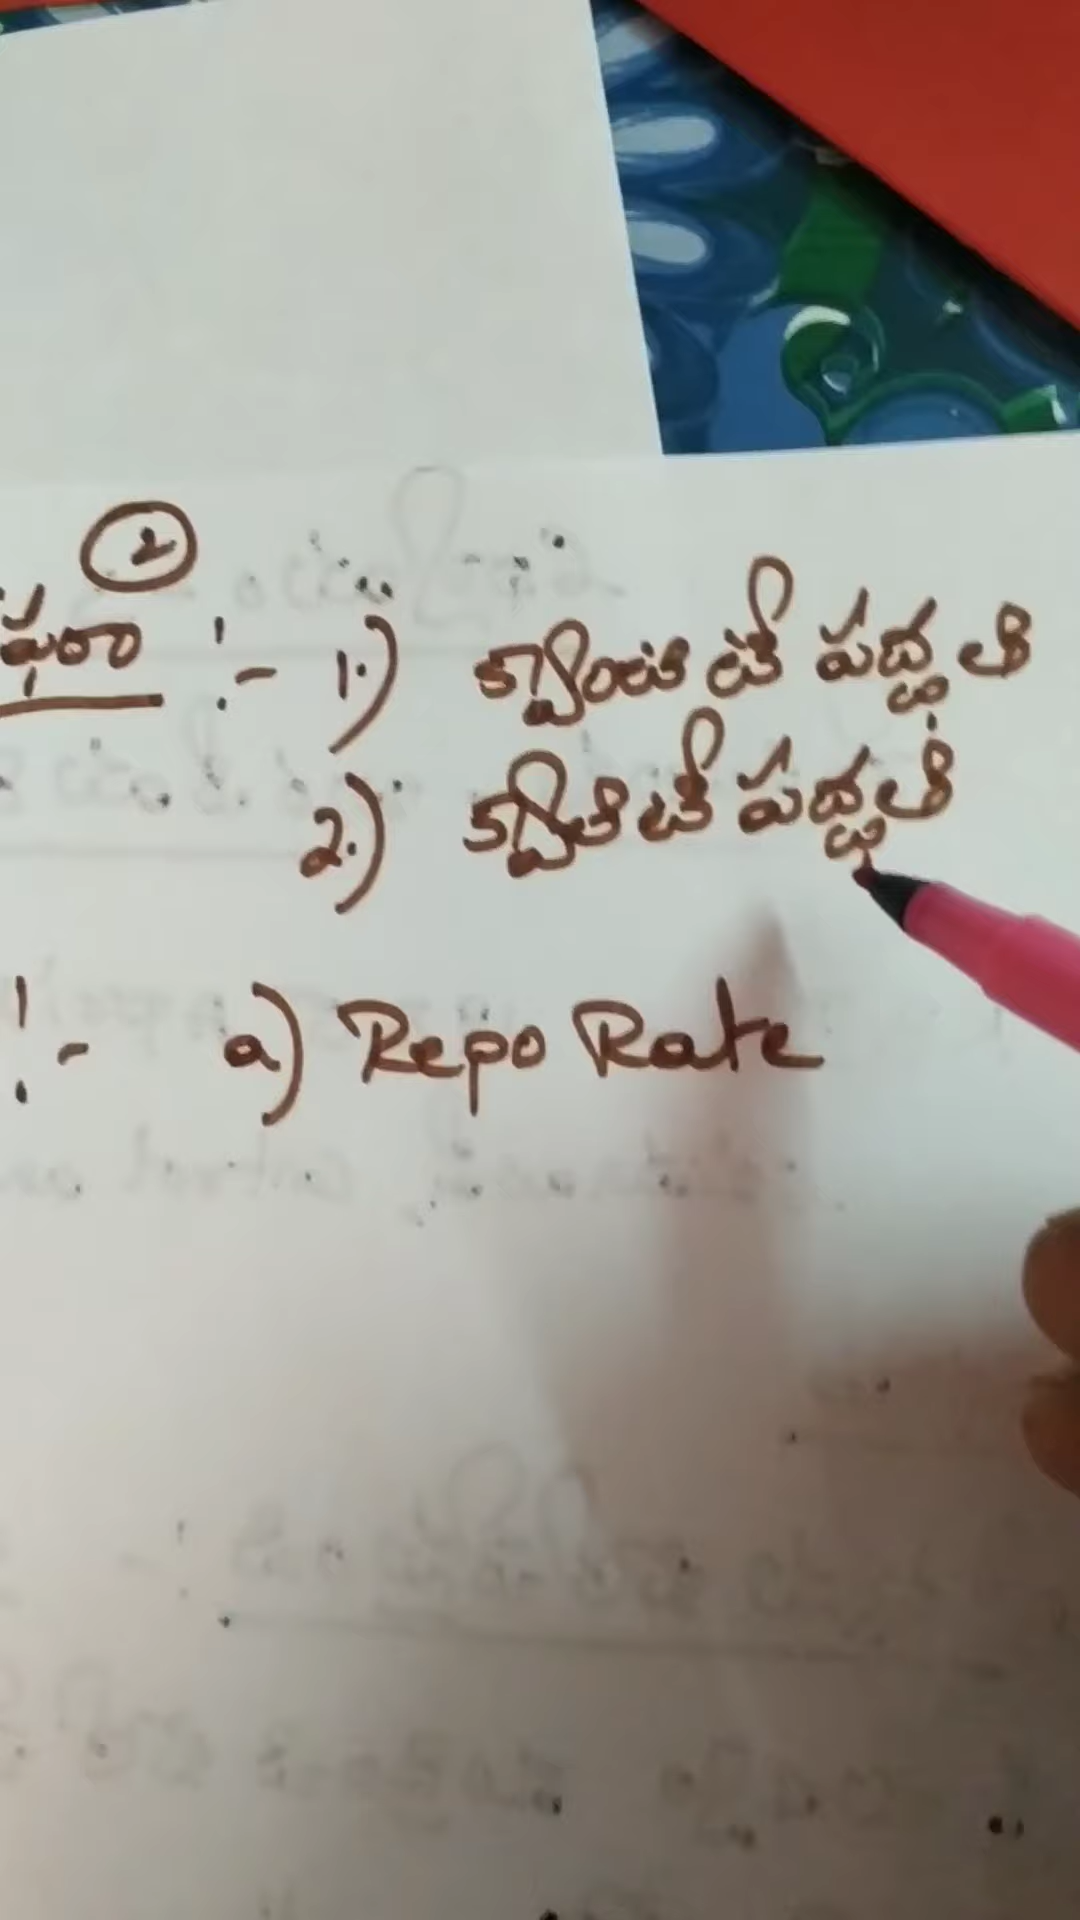 2
:- 1.) క్వాంటిటీ పద్ధతి
2.) క్వాలిటీ పద్ధతి
:- a) Repo Rate